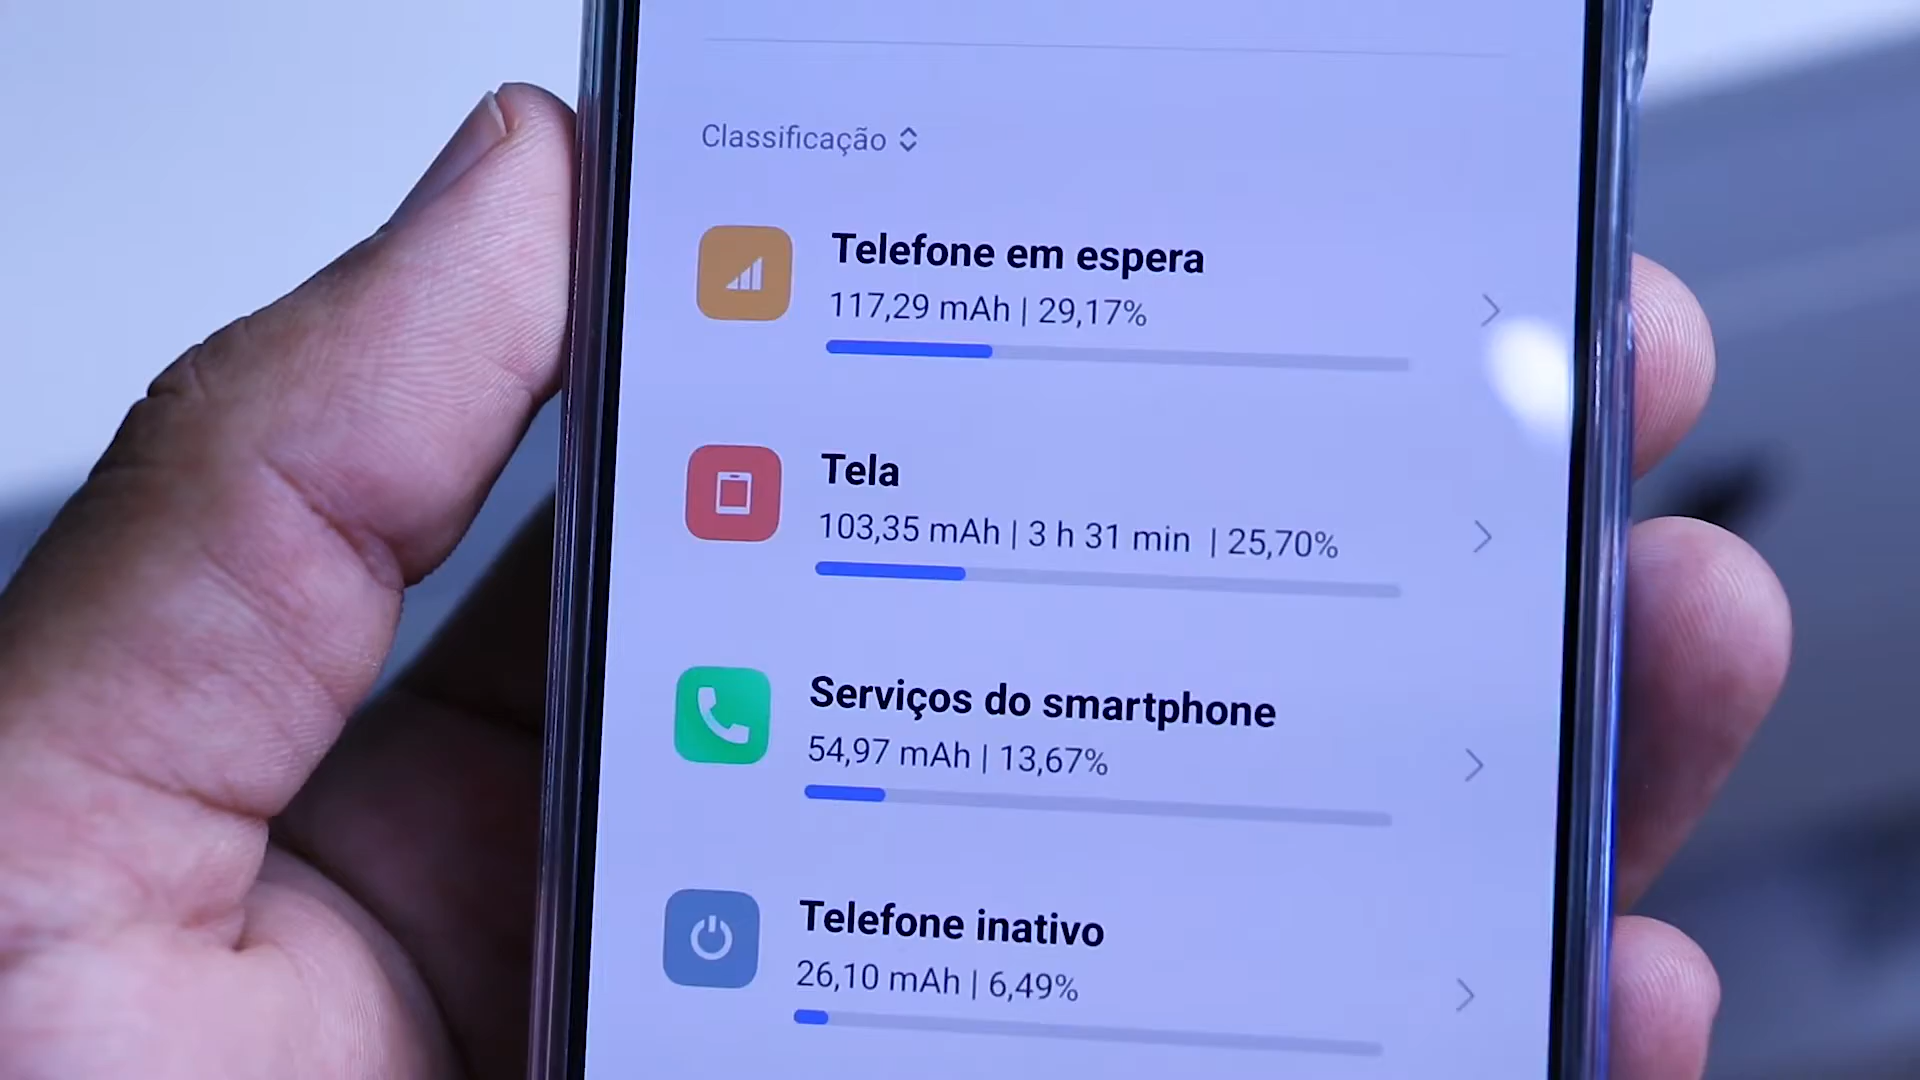 Classificação
Telefone em espera
117,29 mAh | 29,17%
Tela
103,35 mAh | 3 h 31 min | 25,70%
Serviços do smartphone
54,97 mAh | 13,67%
Telefone inativo
26,10 mAh | 6,49%